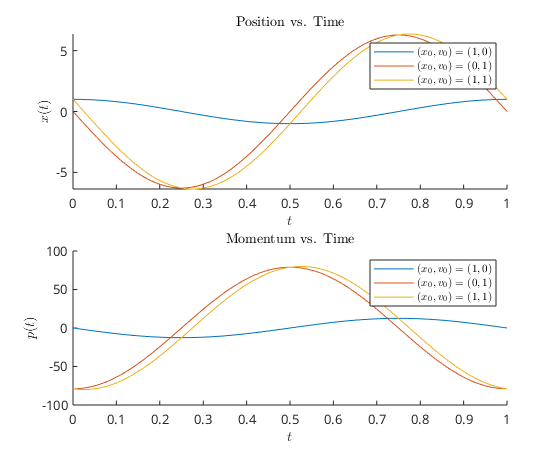 Position vs. Time
x(t)
5
0
-5
(x₀, v₀) = (1, 0)
(x₀, v₀) = (0, 1)
(x₀, v₀) = (1, 1)
0 0.1 0.2 0.3 0.4 0.5 0.6 0.7 0.8 0.9 1
t
Momentum vs. Time
p(t)
100
50
0
-50
-100
(x₀, v₀) = (1, 0)
(x₀, v₀) = (0, 1)
(x₀, v₀) = (1, 1)
0 0.1 0.2 0.3 0.4 0.5 0.6 0.7 0.8 0.9 1
t